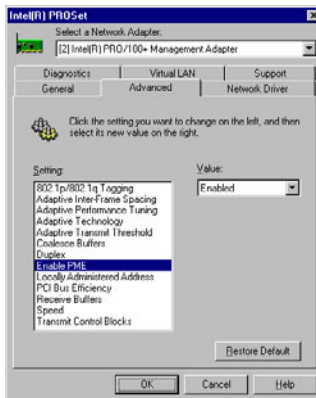 Intel(R) PROSet
Select a Network Adapter:
[2] Intel(R) PRO/100+ Management Adapter
Diagnostics Virtual LAN Support
General Advanced Network Driver
Click the setting you want to change on the left, and then
select its new value on the right.
Setting: Value:
Enabled
802.1p/802.1q Tagging
Adaptive Inter-Frame Spacing
Adaptive Performance Tuning
Adaptive Technology
Adaptive Transmit Threshold
Coalesce Buffers
Duplex
Enable PME
Locally Administered Address
PCI Bus Efficiency
Receive Buffers
Speed
Transmit Control Blocks
Restore Default
OK Cancel Help